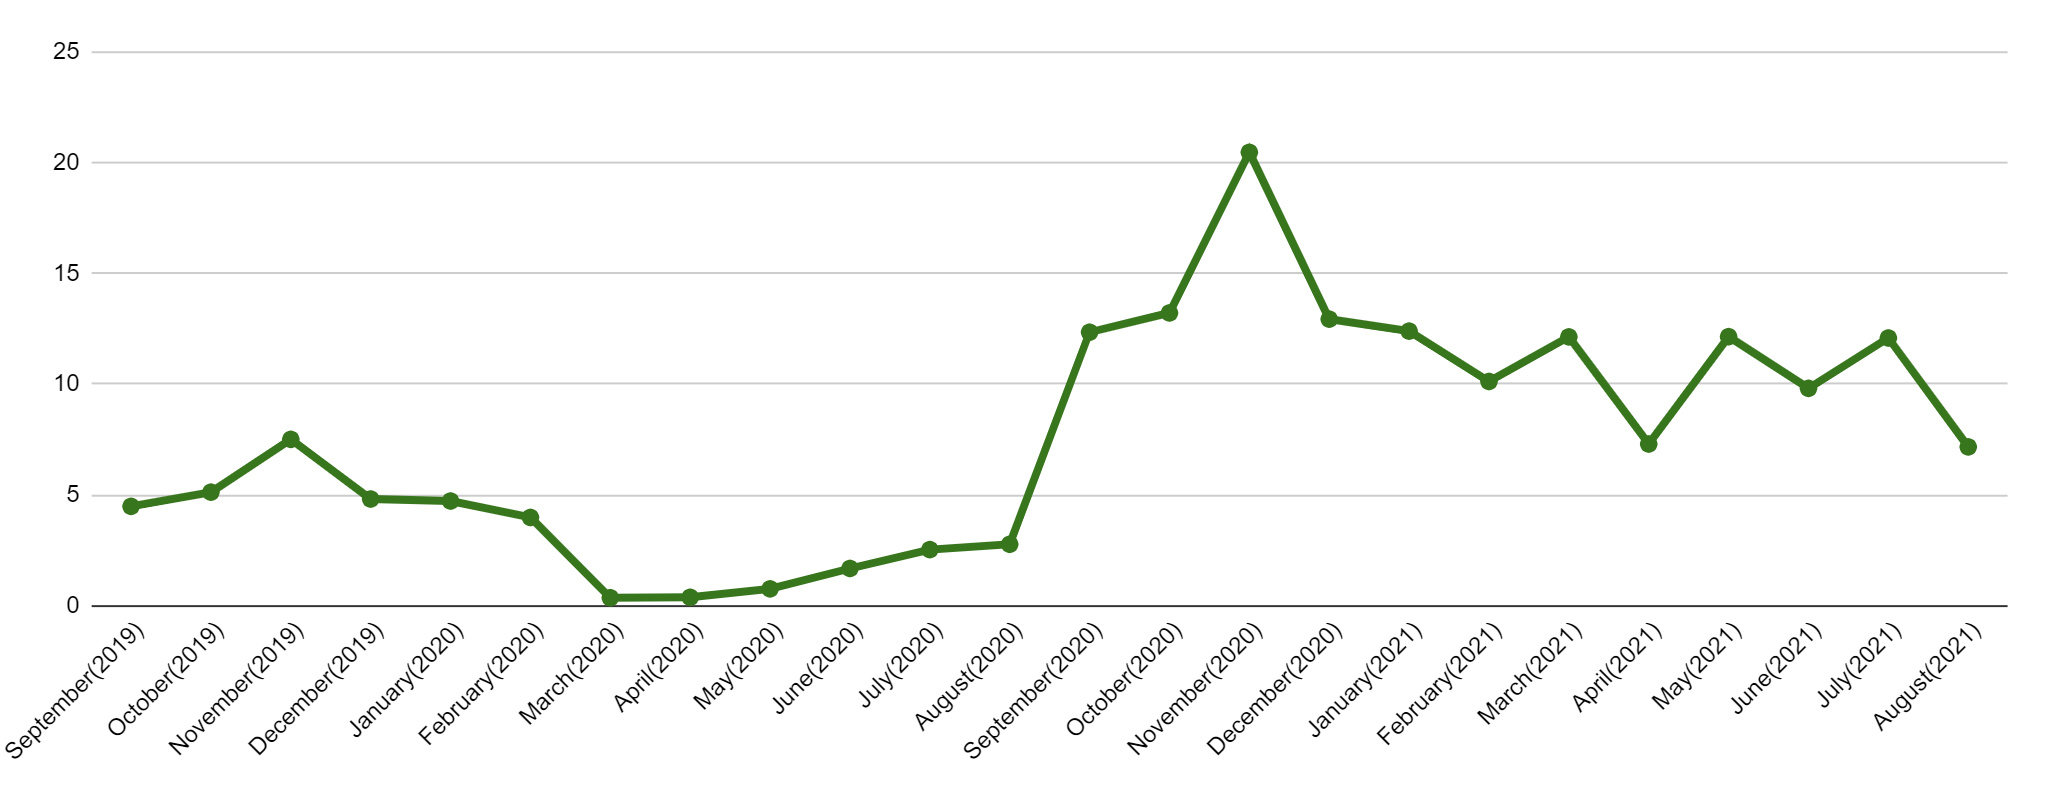 25
20
15
10
5
0
September(2019)
October(2019)
November(2019)
December(2019)
January(2020)
February(2020)
March(2020)
April(2020)
May(2020)
June(2020)
July(2020)
August(2020)
September(2020)
October(2020)
November(2020)
December(2020)
January(2021)
February(2021)
March(2021)
April(2021)
May(2021)
June(2021)
July(2021)
August(2021)